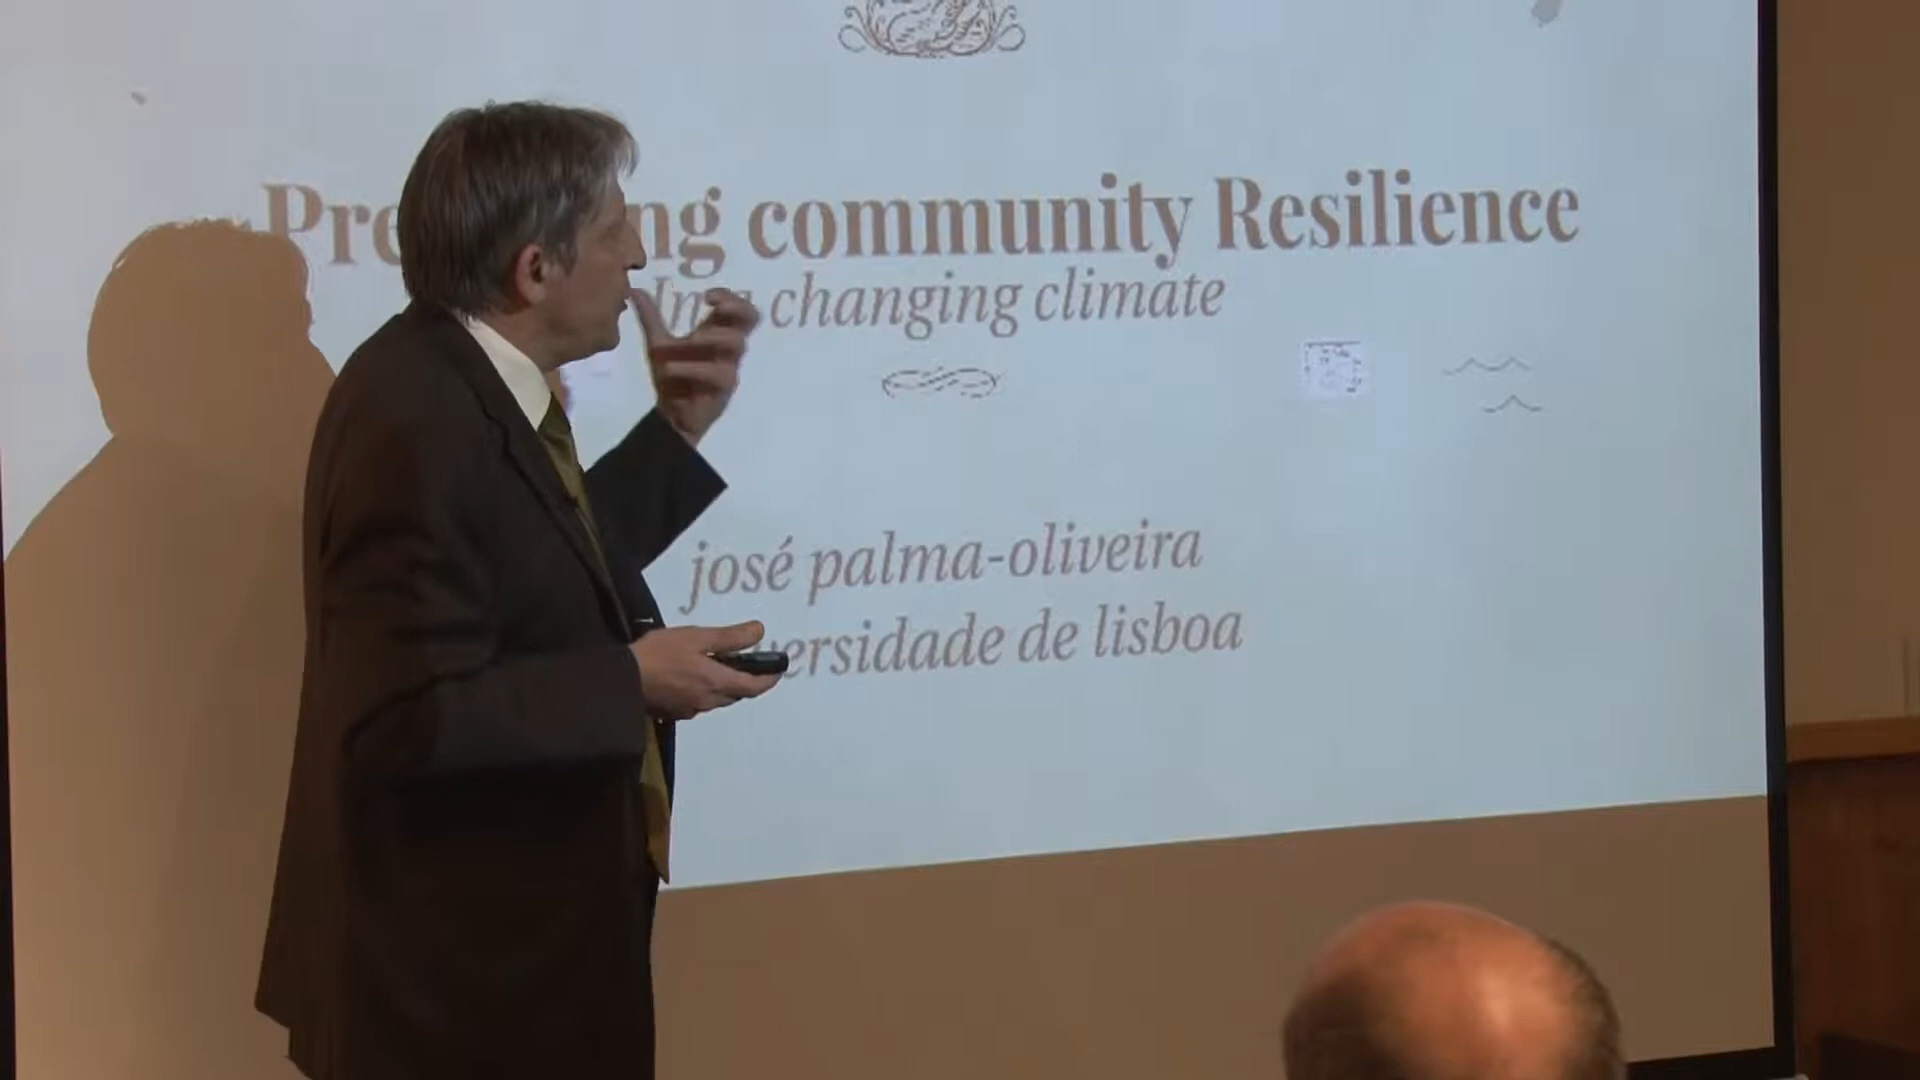 community Resilience
changing climate
josé palma-oliveira
de lisboa